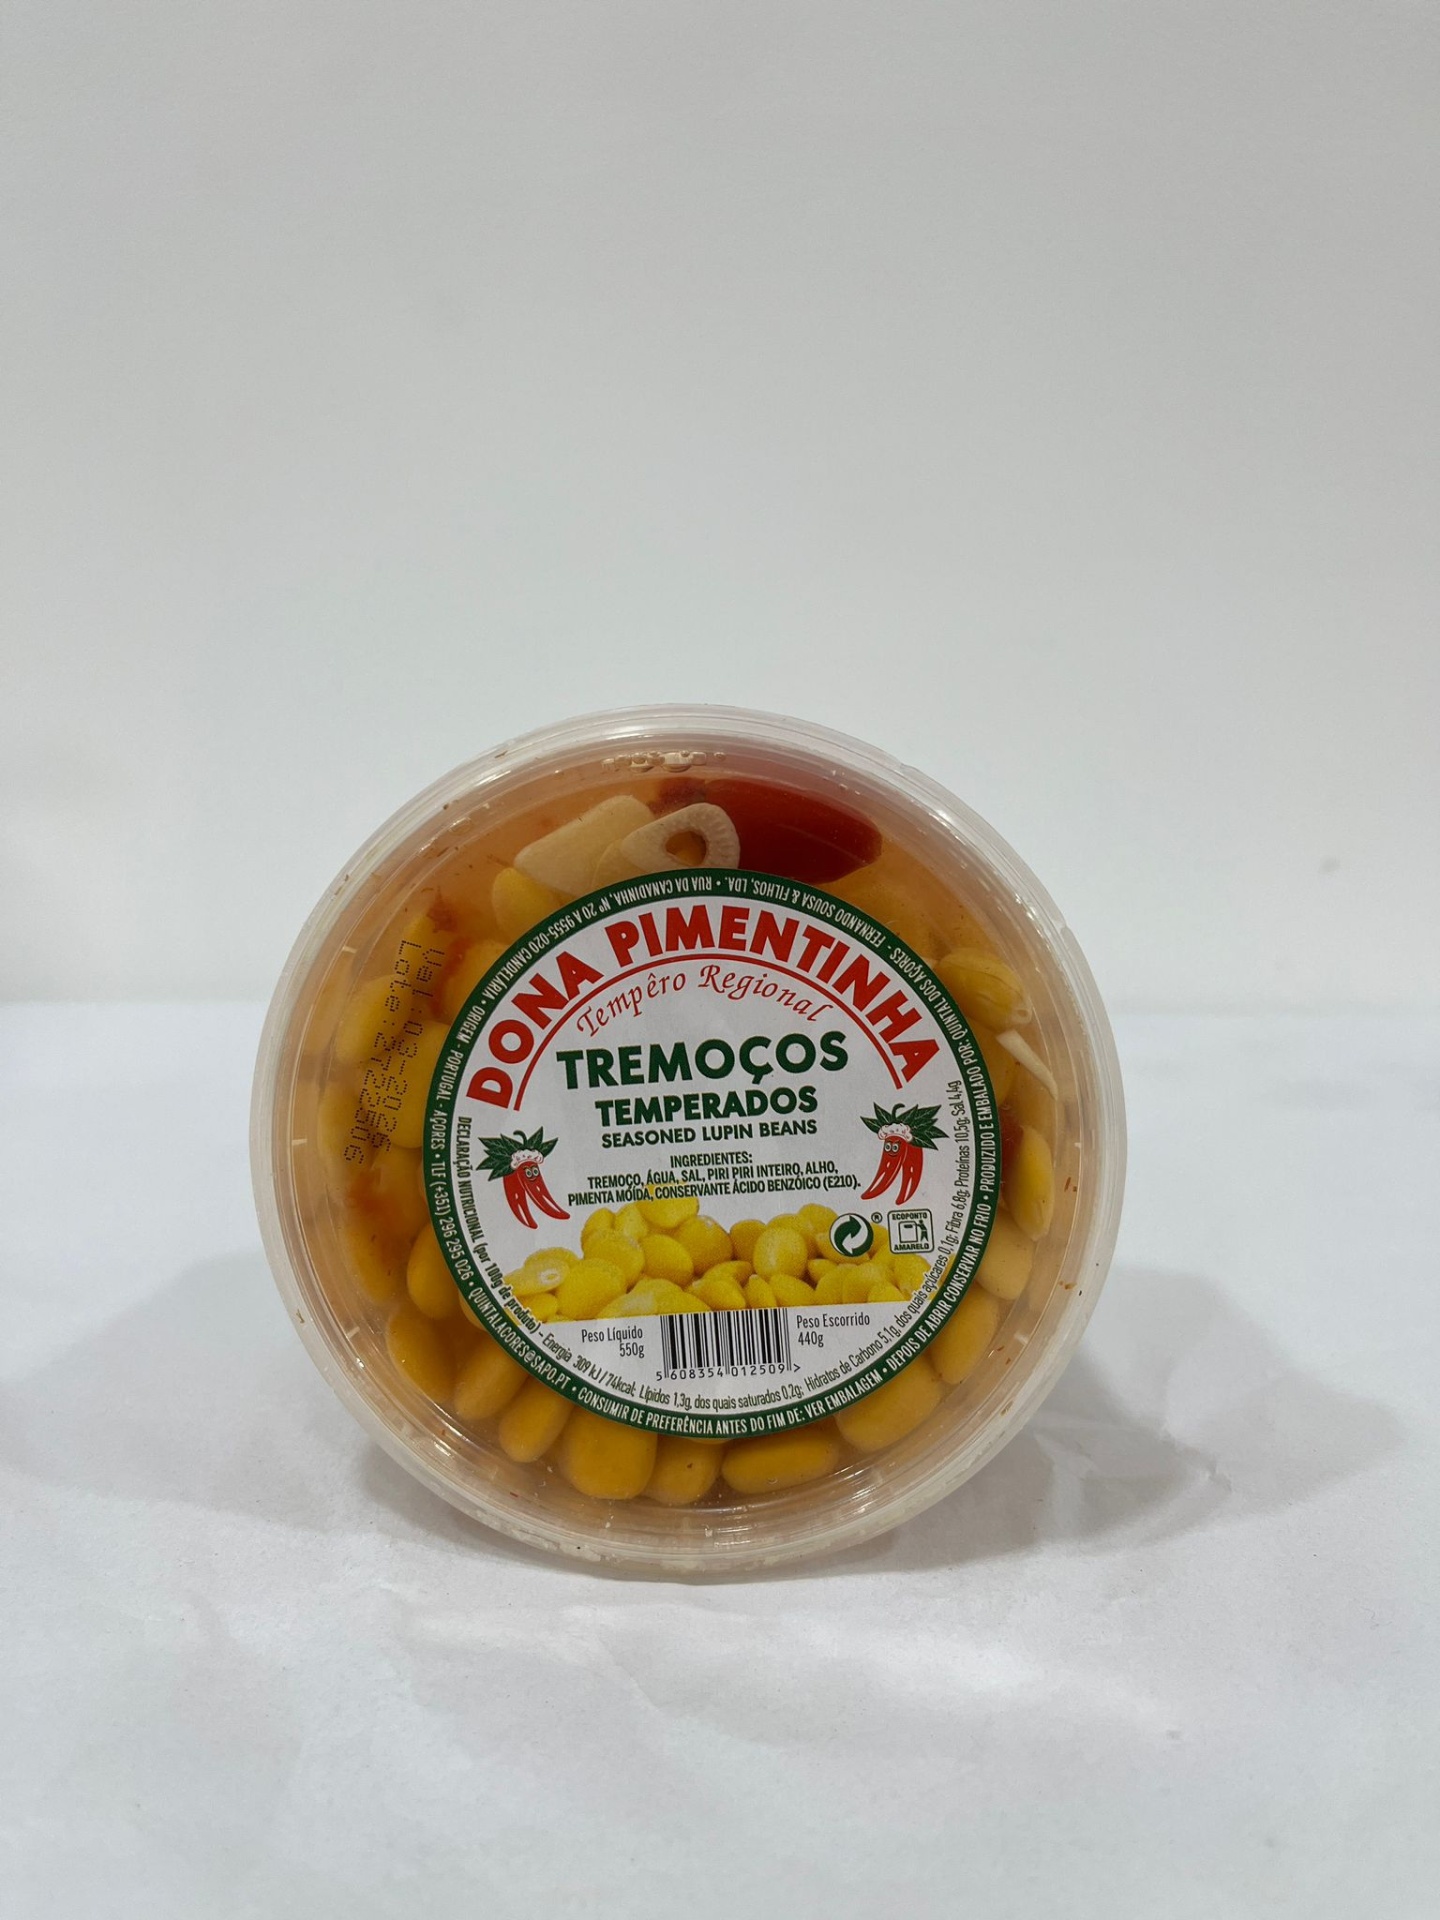 DONA PIMENTINHA
Tempêro Regional
TREMOÇOS
TEMPERADOS
SEASONED LUPIN BEANS
INGREDIENTES:
TREMOÇO, ÁGUA, SAL, PIRI PIRI INTEIRO, ALHO,
PIMENTA MOÍDA, CONSERVANTE ÁCIDO BENZÓICO (E210).
®
ECOPONTO
AMARELO
Peso Líquido
550g
Peso Escorrido
440g
5 608354 012509 >
DECLARAÇÃO NUTRICIONAL (por 100g de produto) - Energia 309 kJ / 74kcal; Lípidos 1,3g, dos quais saturados 0,2g; Hidratos de Carbono 5,1g, dos quais açúcares 0,1g; Fibra 6,8g; Proteínas 10,5g; Sal 4,4g
PRODUZIDO E EMBALADO POR: QUINTAL DOS AÇORES - FERNANDO SOUSA & FILHOS, LDA. • RUA DA CANADINHA, Nº 20 A 9555-020 CANDELARIA • ORIGEM - PORTUGAL - AÇORES • TLF (+351) 296 295 026 • QUINTALACORES@SAPO.PT • CONSUMIR DE PREFERÊNCIA ANTES DO FIM DE: VER EMBALAGEM • DEPOIS DE ABRIR CONSERVAR NO FRIO •